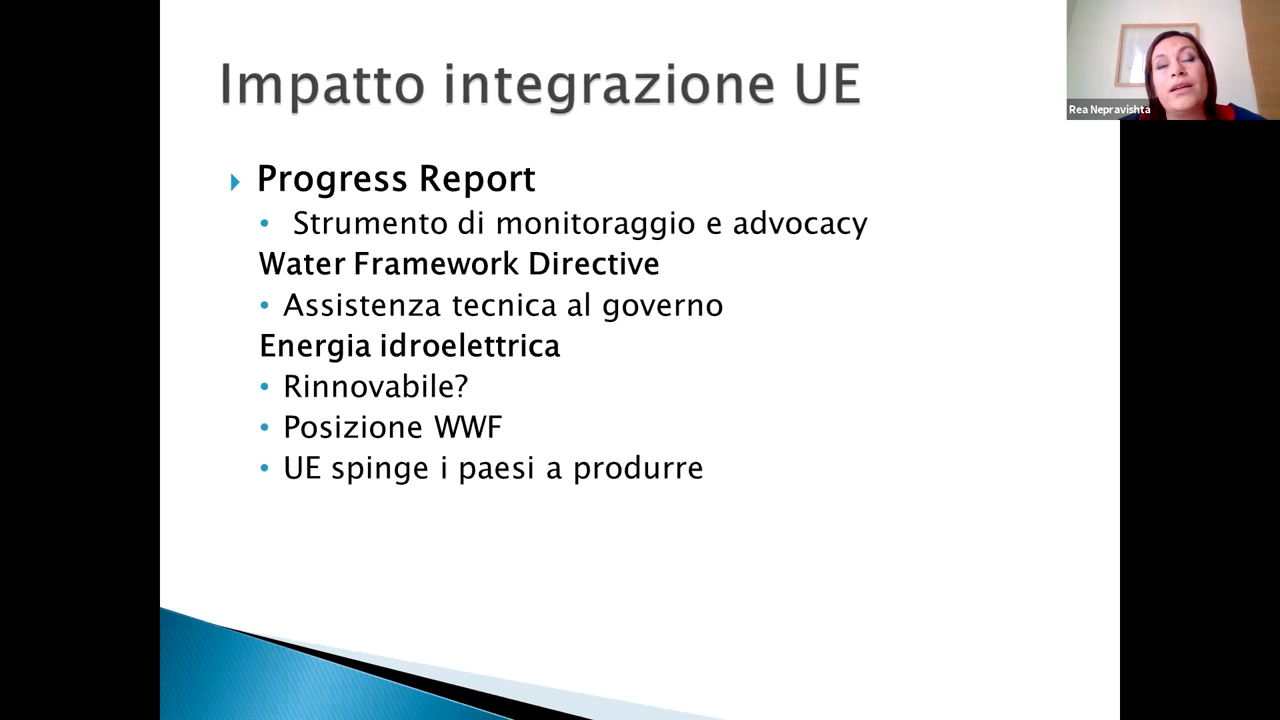 Impatto integrazione UE
Rea Nepravishta
Progress Report
• Strumento di monitoraggio e advocacy
Water Framework Directive
• Assistenza tecnica al governo
Energia idroelettrica
• Rinnovabile?
• Posizione WWF
• UE spinge i paesi a produrre